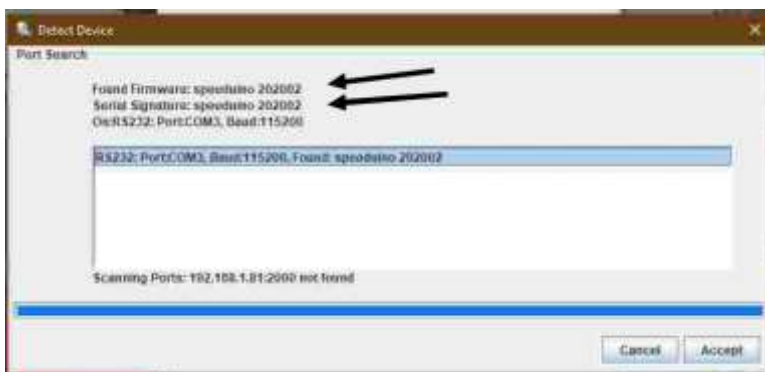 Detect Device
Port Search
Found Firmware: speeduino 202002
Serial Signature: speeduino 202002
On:RS232: Port:COM3, Baud:115200
RS232: Port:COM3, Baud:115200, Found: speeduino 202002
Scanning Ports: 192.168.1.81:2000 not found
Cancel
Accept